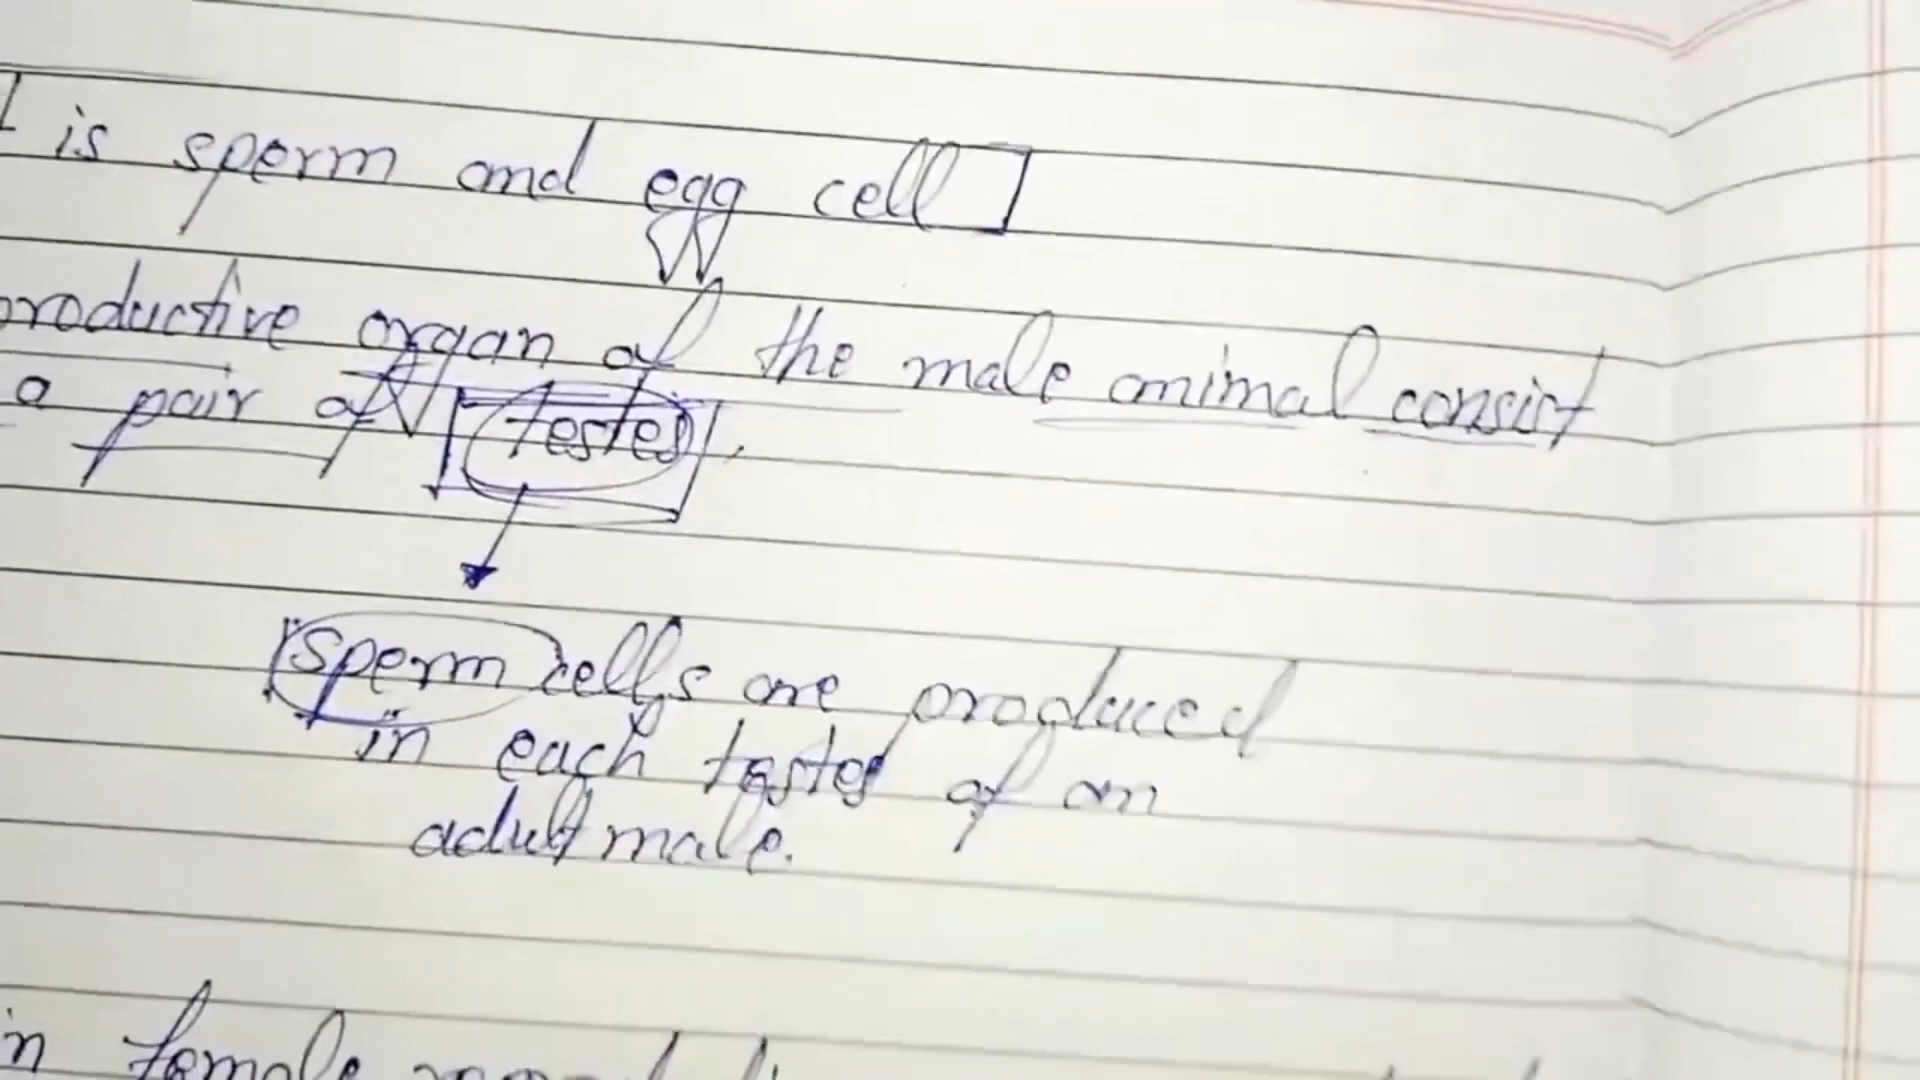 is sperm and egg cell]
productive organ of the male animal consist
a pair of testes.
sperm cells are produced
in each testes of an
adult male.
in female